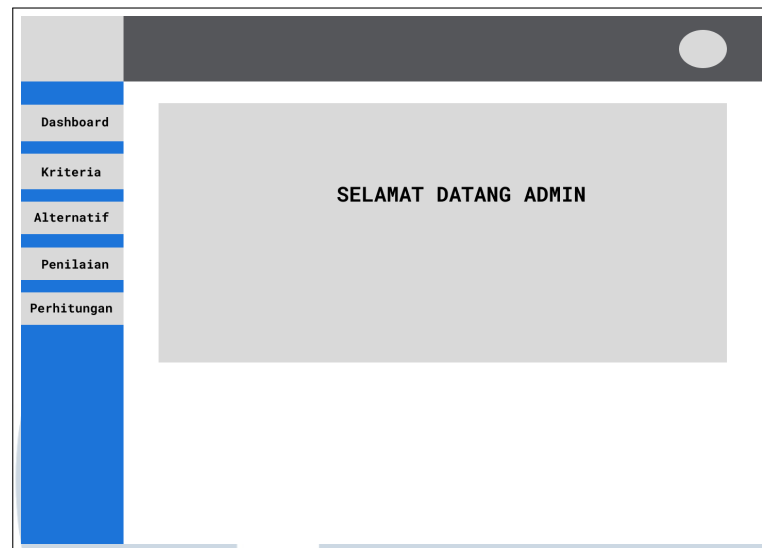 Dashboard
Kriteria
Alternatif
Penilaian
Perhitungan
SELAMAT DATANG ADMIN